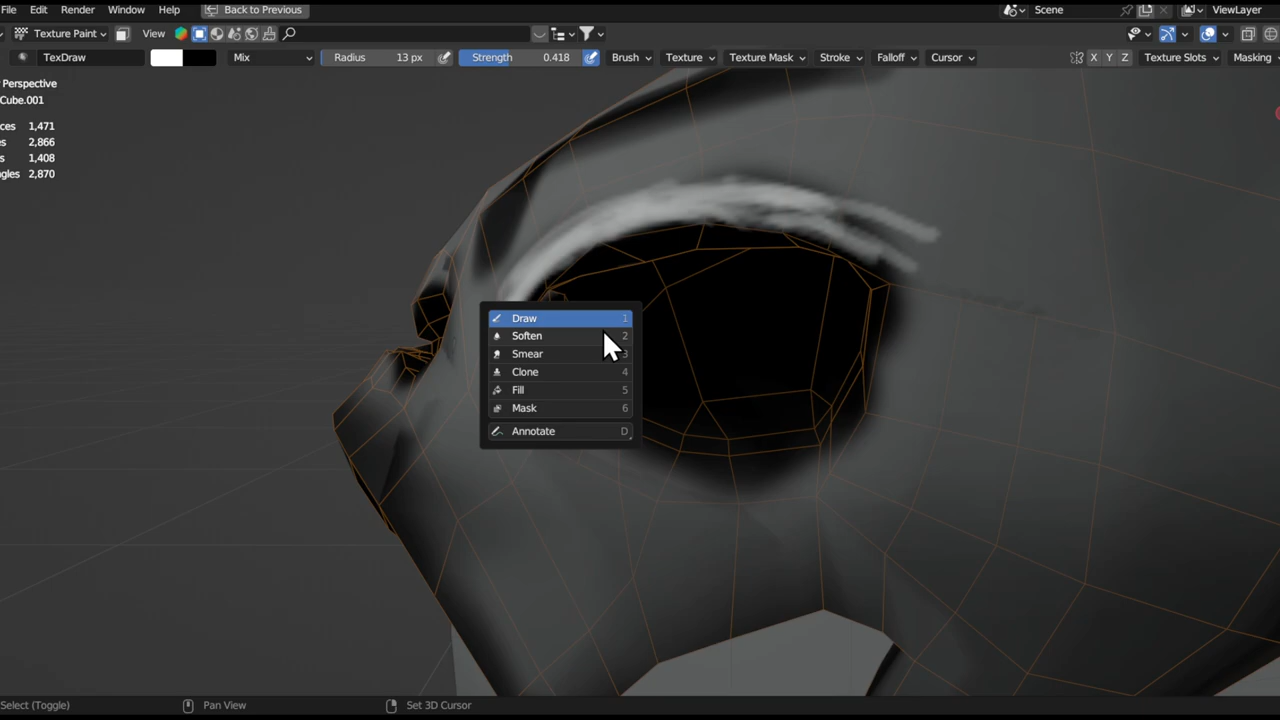 File Edit Render Window Help Back to Previous Scene ViewLayer
Texture Paint View
TexDraw Mix Radius 13 px Strength 0.418 Brush Texture Texture Mask Stroke Falloff Cursor X Y Z Texture Slots Masking
Perspective
Cube.001
ces 1,471
es 2,866
s 1,408
ngles 2,870
Draw 1
Soften 2
Smear 3
Clone 4
Fill 5
Mask 6
Annotate D
Select (Toggle) Pan View Set 3D Cursor